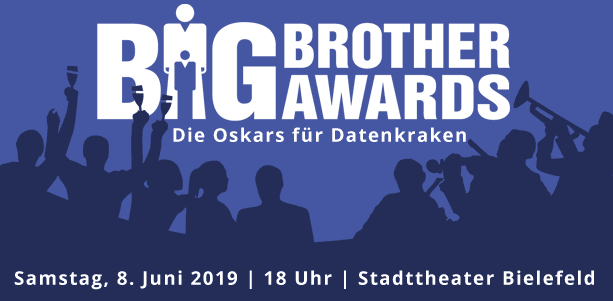 BIG BROTHER
AWARDS
Die Oskars für Datenkraken
Samstag, 8. Juni 2019 | 18 Uhr | Stadttheater Bielefeld